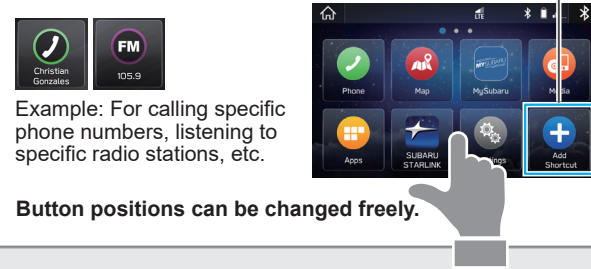 LTE
Christian
Gonzales
FM
105.9
MYSUBARU
Phone
Map
MySubaru
Media
Example: For calling specific
phone numbers, listening to
specific radio stations, etc.
Apps
SUBARU
STARLINK
Add
Shortcut
Button positions can be changed freely.